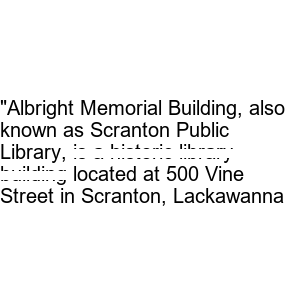 "Albright Memorial Building, also
known as Scranton Public
Library, is a historic library
building located at 500 Vine
Street in Scranton, Lackawanna